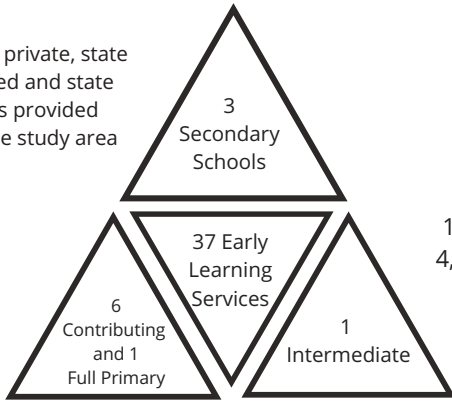 private, state
ed and state
s provided
e study area
3
Secondary
Schools
37 Early
Learning
Services
6
Contributing
and 1
Full Primary
1
Intermediate
1
4,